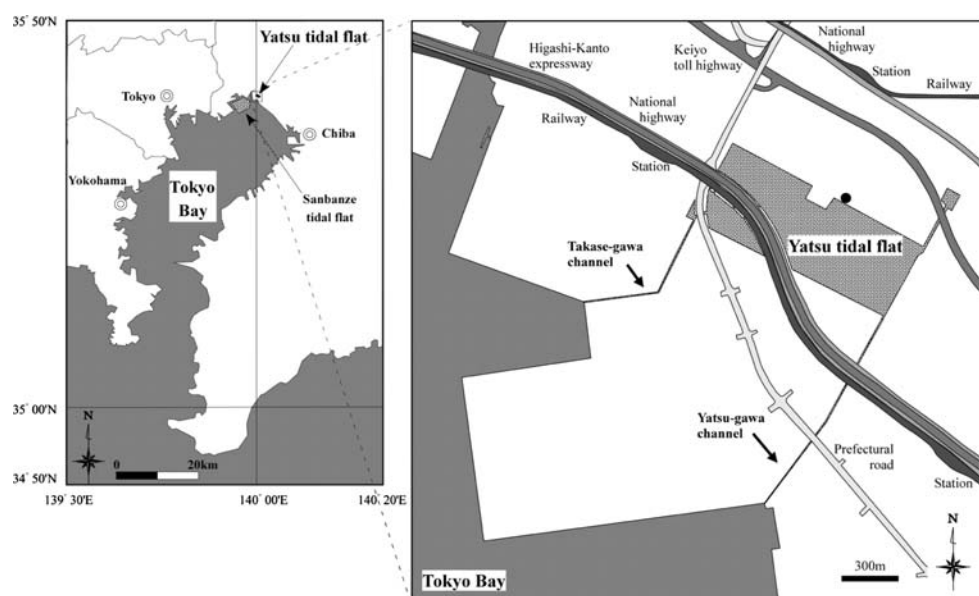 35° 50'N
Yatsu tidal flat
Tokyo
Chiba
Yokohama
Tokyo
Bay
Sanbanze
tidal flat
35° 00'N
N
0
20km
34° 50'N
139° 30'E
140° 00'E
140° 20'E
National
highway
Higashi-Kanto
expressway
Keiyo
toll highway
Station
Railway
National
highway
Railway
Station
Yatsu tidal flat
Takase-gawa
channel
Yatsu-gawa
channel
Prefectural
road
Station
N
300m
Tokyo Bay